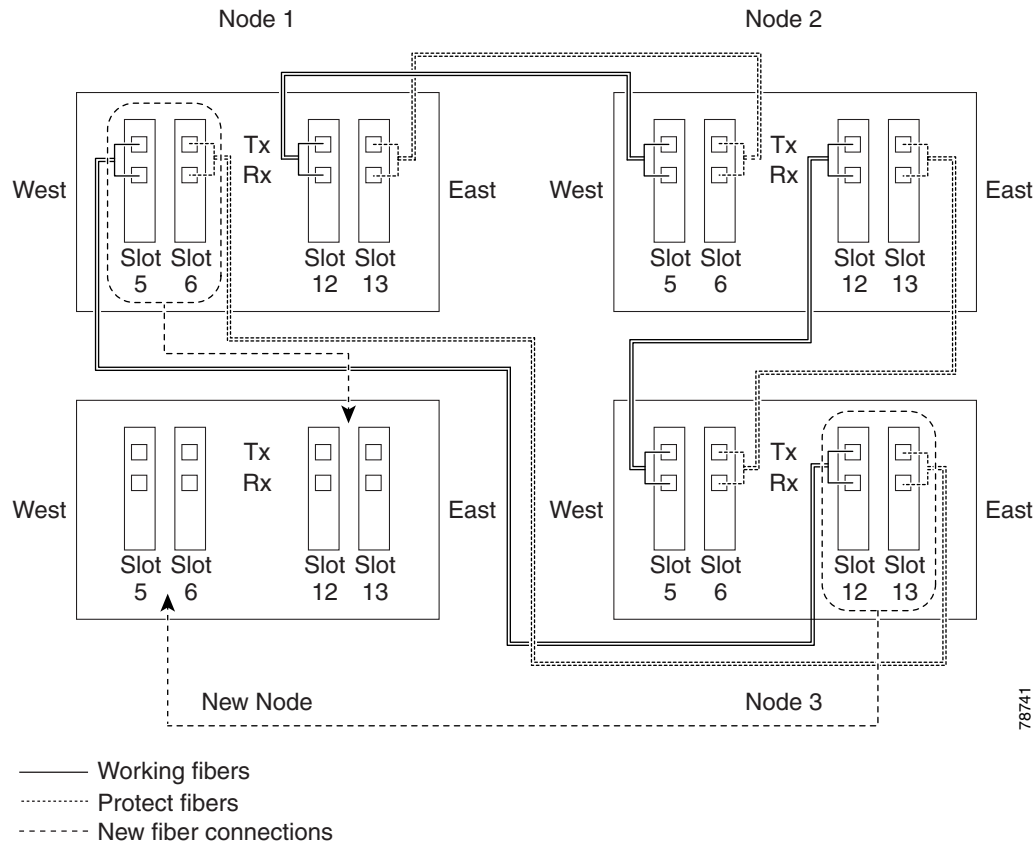 Node 1
Node 2
West
Tx
Rx
East
Slot 5
Slot 6
Slot 12
Slot 13
West
Tx
Rx
East
Slot 5
Slot 6
Slot 12
Slot 13
West
Tx
Rx
East
Slot 5
Slot 6
Slot 12
Slot 13
West
Tx
Rx
East
Slot 5
Slot 6
Slot 12
Slot 13
New Node
Node 3
78741
Working fibers
Protect fibers
New fiber connections